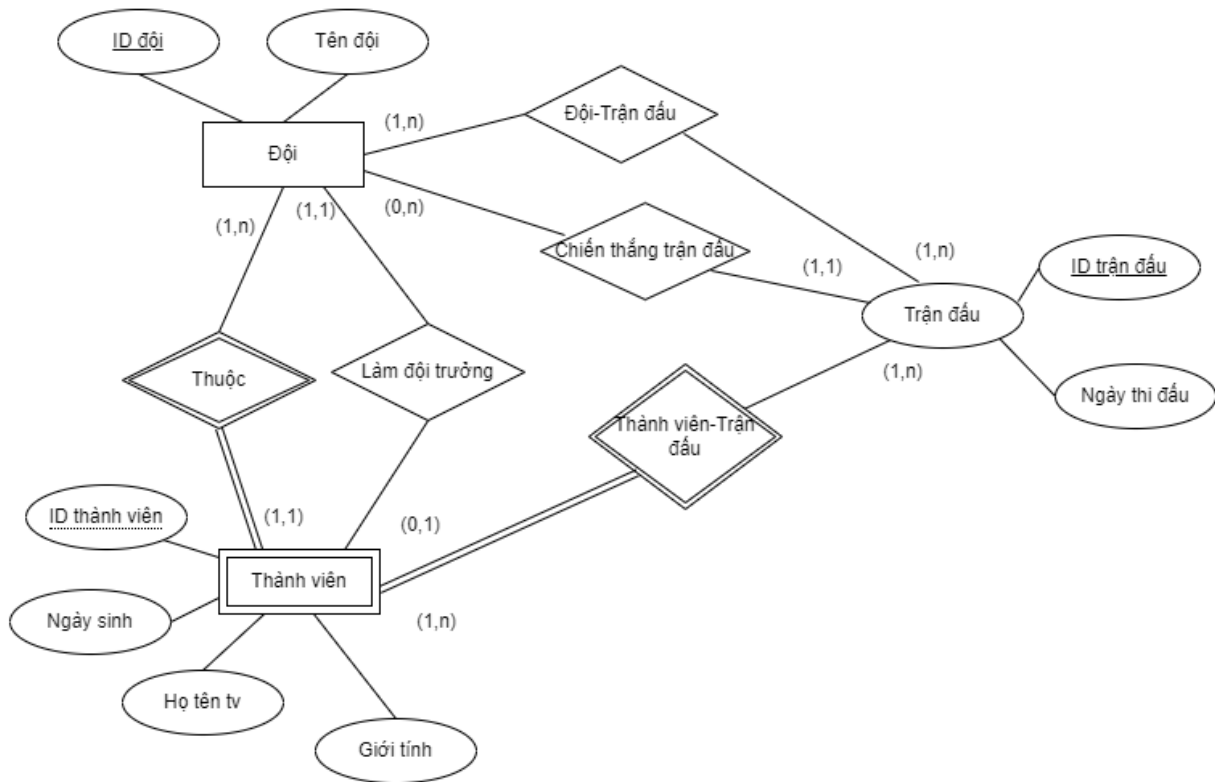 ID đội
Tên đội
Đội-Trận đấu
(1,n)
Đội
(1,n)
(1,1)
(0,n)
Chiến thắng trận đấu
(1,n)
(1,1)
ID trận đấu
Trận đấu
Thuộc
Làm đội trưởng
(1,n)
Ngày thi đấu
Thành viên-Trận
đấu
ID thành viên
(1,1)
(0,1)
Thành viên
Ngày sinh
(1,n)
Họ tên tv
Giới tính